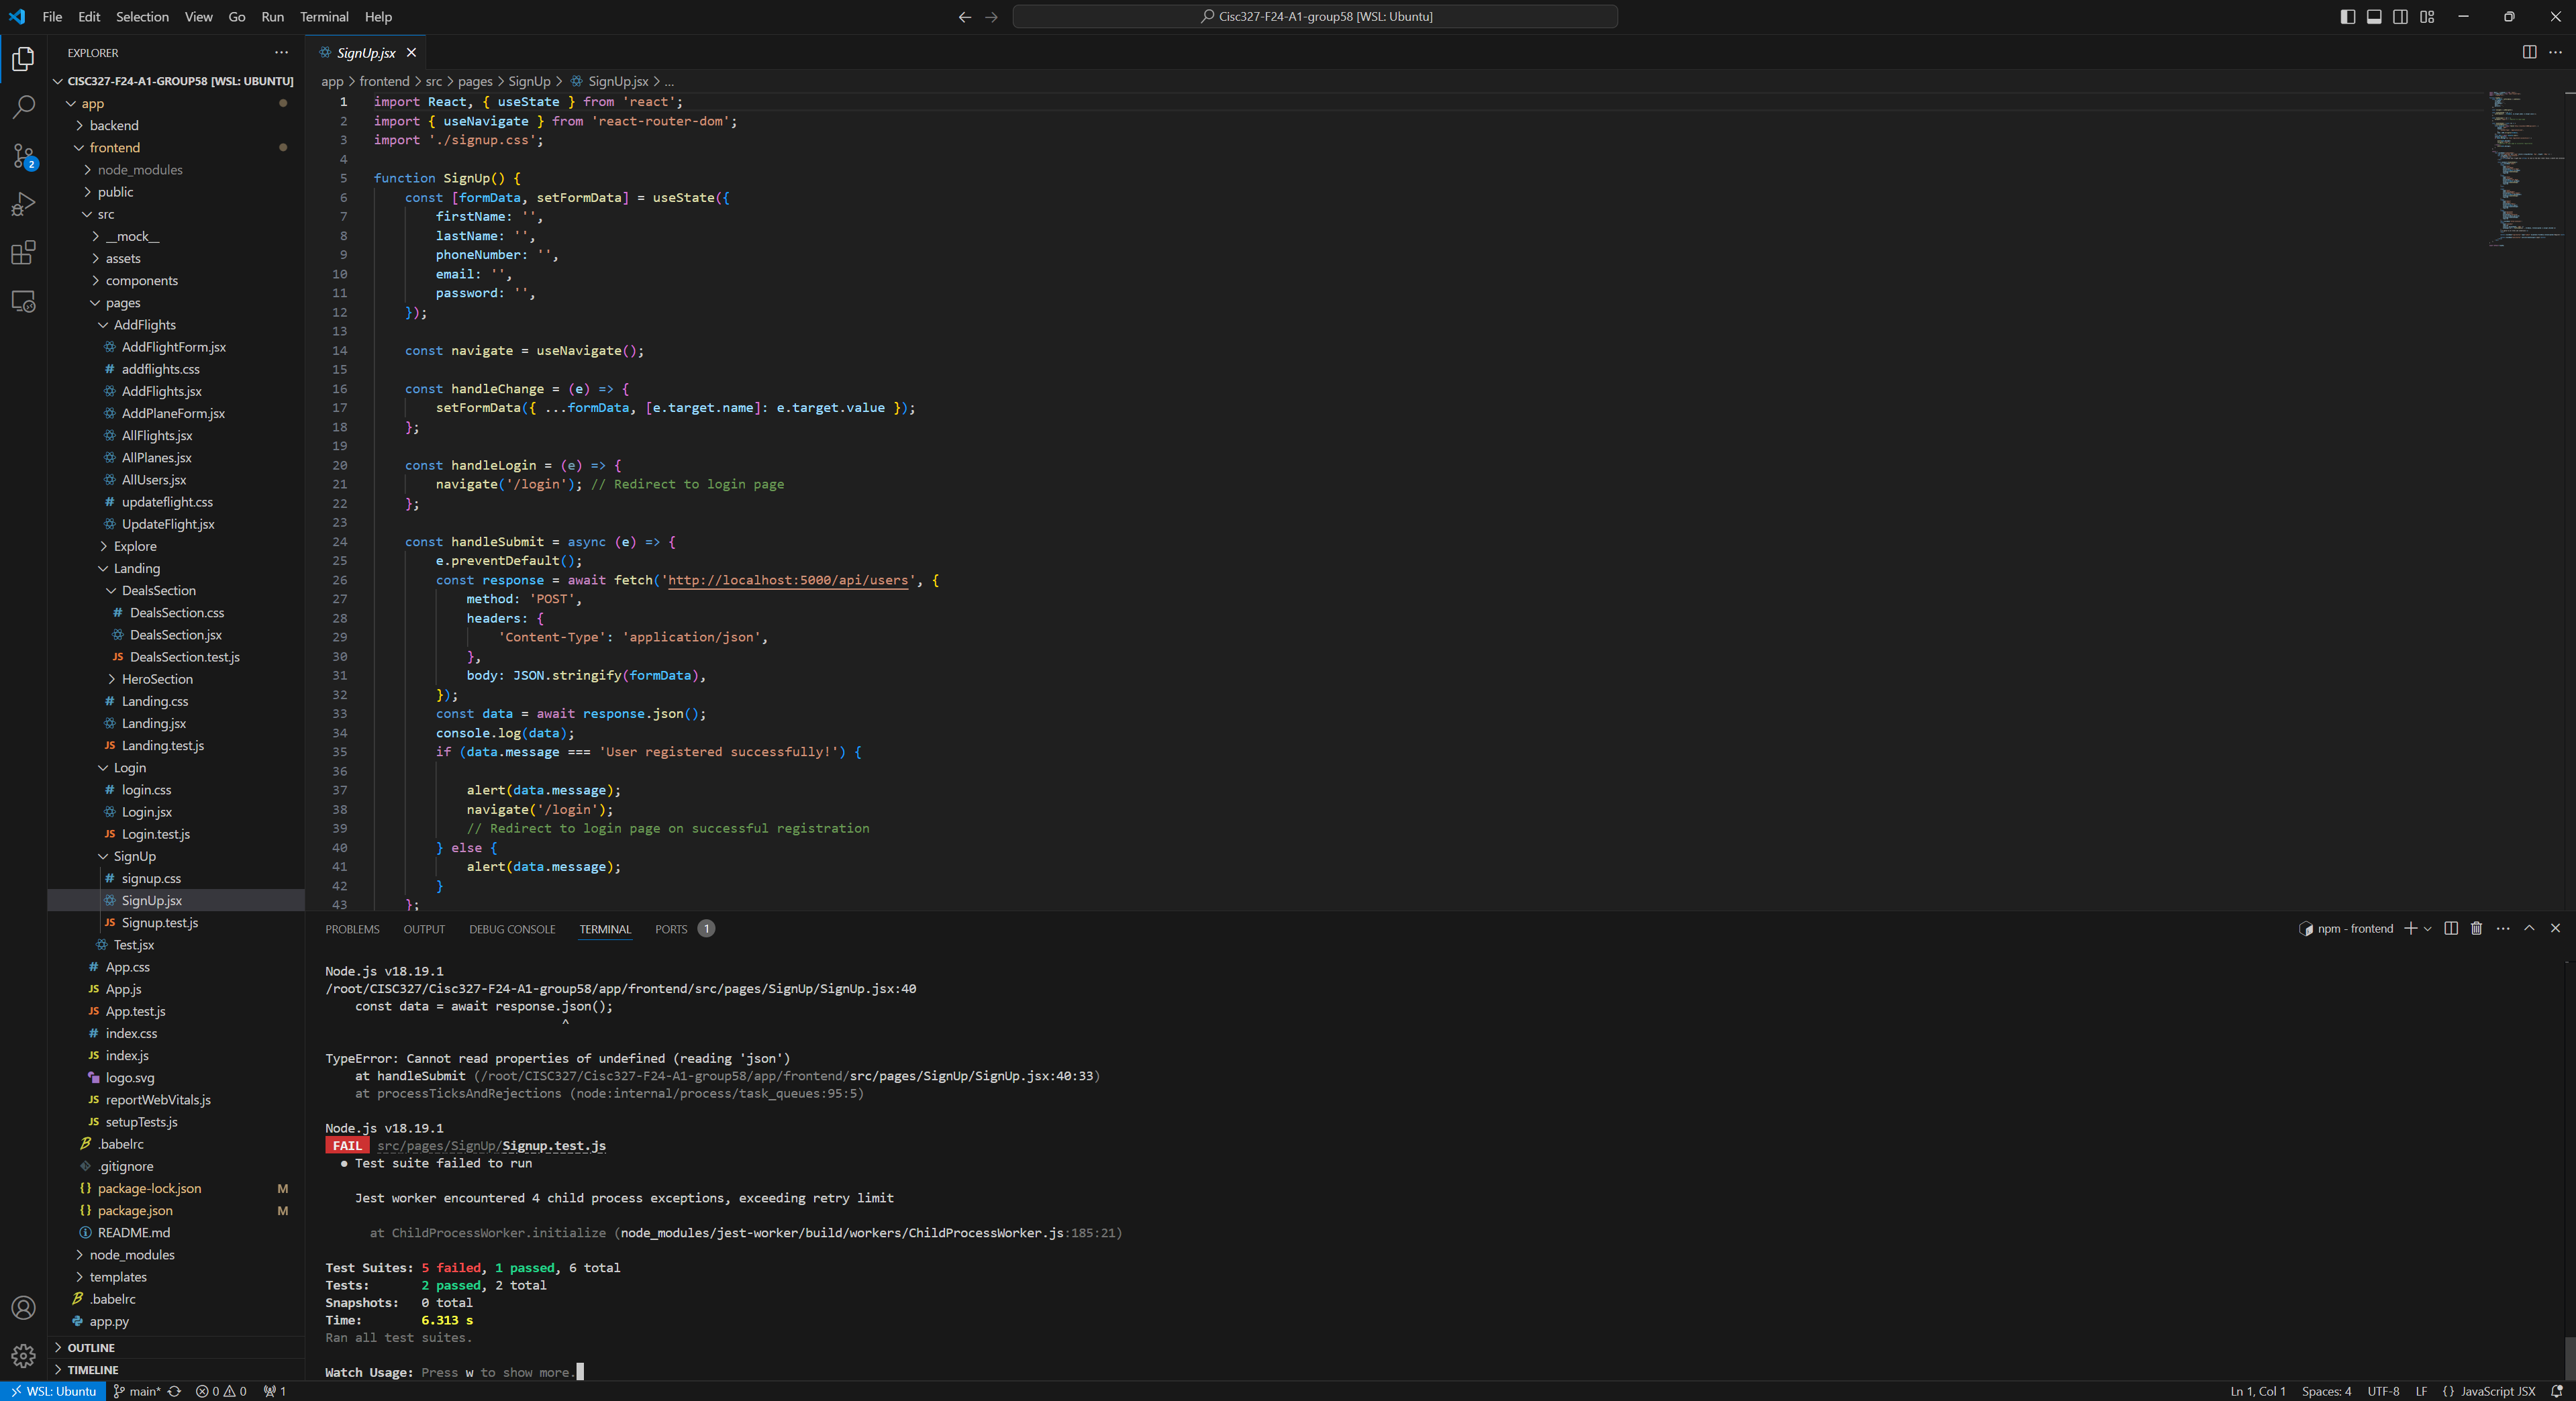 File Edit Selection View Go Run Terminal Help
Cisc327-F24-A1-group58 [WSL: Ubuntu]
EXPLORER
CISC327-F24-A1-GROUP58 [WSL: UBUNTU]
app
backend
frontend
node_modules
public
src
__mock__
assets
components
pages
AddFlights
AddFlightForm.jsx
# addflights.css
AddFlights.jsx
AddPlaneForm.jsx
AllFlights.jsx
AllPlanes.jsx
AllUsers.jsx
# updateflight.css
UpdateFlight.jsx
Explore
Landing
DealsSection
# DealsSection.css
DealsSection.jsx
JS DealsSection.test.js
HeroSection
# Landing.css
Landing.jsx
JS Landing.test.js
Login
# login.css
Login.jsx
JS Login.test.js
SignUp
# signup.css
SignUp.jsx
JS Signup.test.js
Test.jsx
# App.css
JS App.js
JS App.test.js
# index.css
JS index.js
logo.svg
JS reportWebVitals.js
JS setupTests.js
.babelrc
.gitignore
{} package-lock.json M
{} package.json M
README.md
node_modules
templates
.babelrc
app.py
OUTLINE
TIMELINE
2
SignUp.jsx
app > frontend > src > pages > SignUp > SignUp.jsx > ...
1 import React, { useState } from 'react';
2 import { useNavigate } from 'react-router-dom';
3 import './signup.css';
4
5 function SignUp() {
6 const [formData, setFormData] = useState({
7 firstName: '',
8 lastName: '',
9 phoneNumber: '',
10 email: '',
11 password: '',
12 });
13
14 const navigate = useNavigate();
15
16 const handleChange = (e) => {
17 setFormData({ ...formData, [e.target.name]: e.target.value });
18 };
19
20 const handleLogin = (e) => {
21 navigate('/login'); // Redirect to login page
22 };
23
24 const handleSubmit = async (e) => {
25 e.preventDefault();
26 const response = await fetch('http://localhost:5000/api/users', {
27 method: 'POST',
28 headers: {
29 'Content-Type': 'application/json',
30 },
31 body: JSON.stringify(formData),
32 });
33 const data = await response.json();
34 console.log(data);
35 if (data.message === 'User registered successfully!') {
36
37 alert(data.message);
38 navigate('/login');
39 // Redirect to login page on successful registration
40 } else {
41 alert(data.message);
42 }
43 };
PROBLEMS OUTPUT DEBUG CONSOLE TERMINAL PORTS 1
npm - frontend
Node.js v18.19.1
/root/CISC327/Cisc327-F24-A1-group58/app/frontend/src/pages/SignUp/SignUp.jsx:40
const data = await response.json();
^
TypeError: Cannot read properties of undefined (reading 'json')
at handleSubmit (/root/CISC327/Cisc327-F24-A1-group58/app/frontend/src/pages/SignUp/SignUp.jsx:40:33)
at processTicksAndRejections (node:internal/process/task_queues:95:5)
Node.js v18.19.1
FAIL src/pages/SignUp/Signup.test.js
● Test suite failed to run
Jest worker encountered 4 child process exceptions, exceeding retry limit
at ChildProcessWorker.initialize (node_modules/jest-worker/build/workers/ChildProcessWorker.js:185:21)
Test Suites: 5 failed, 1 passed, 6 total
Tests: 2 passed, 2 total
Snapshots: 0 total
Time: 6.313 s
Ran all test suites.
Watch Usage: Press w to show more.
WSL: Ubuntu main* 0 0 1
Ln 1, Col 1 Spaces: 4 UTF-8 LF {} JavaScript JSX